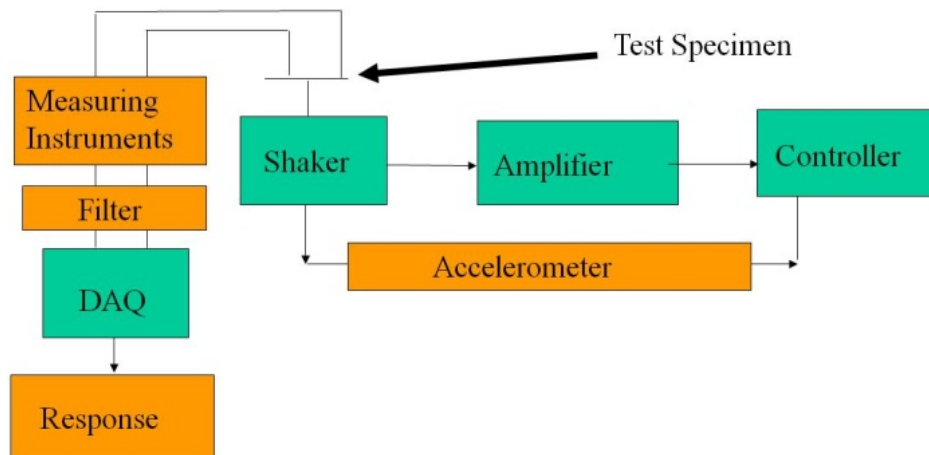 Test Specimen
Measuring
Instruments
Shaker
Amplifier
Controller
Filter
Accelerometer
DAQ
Response